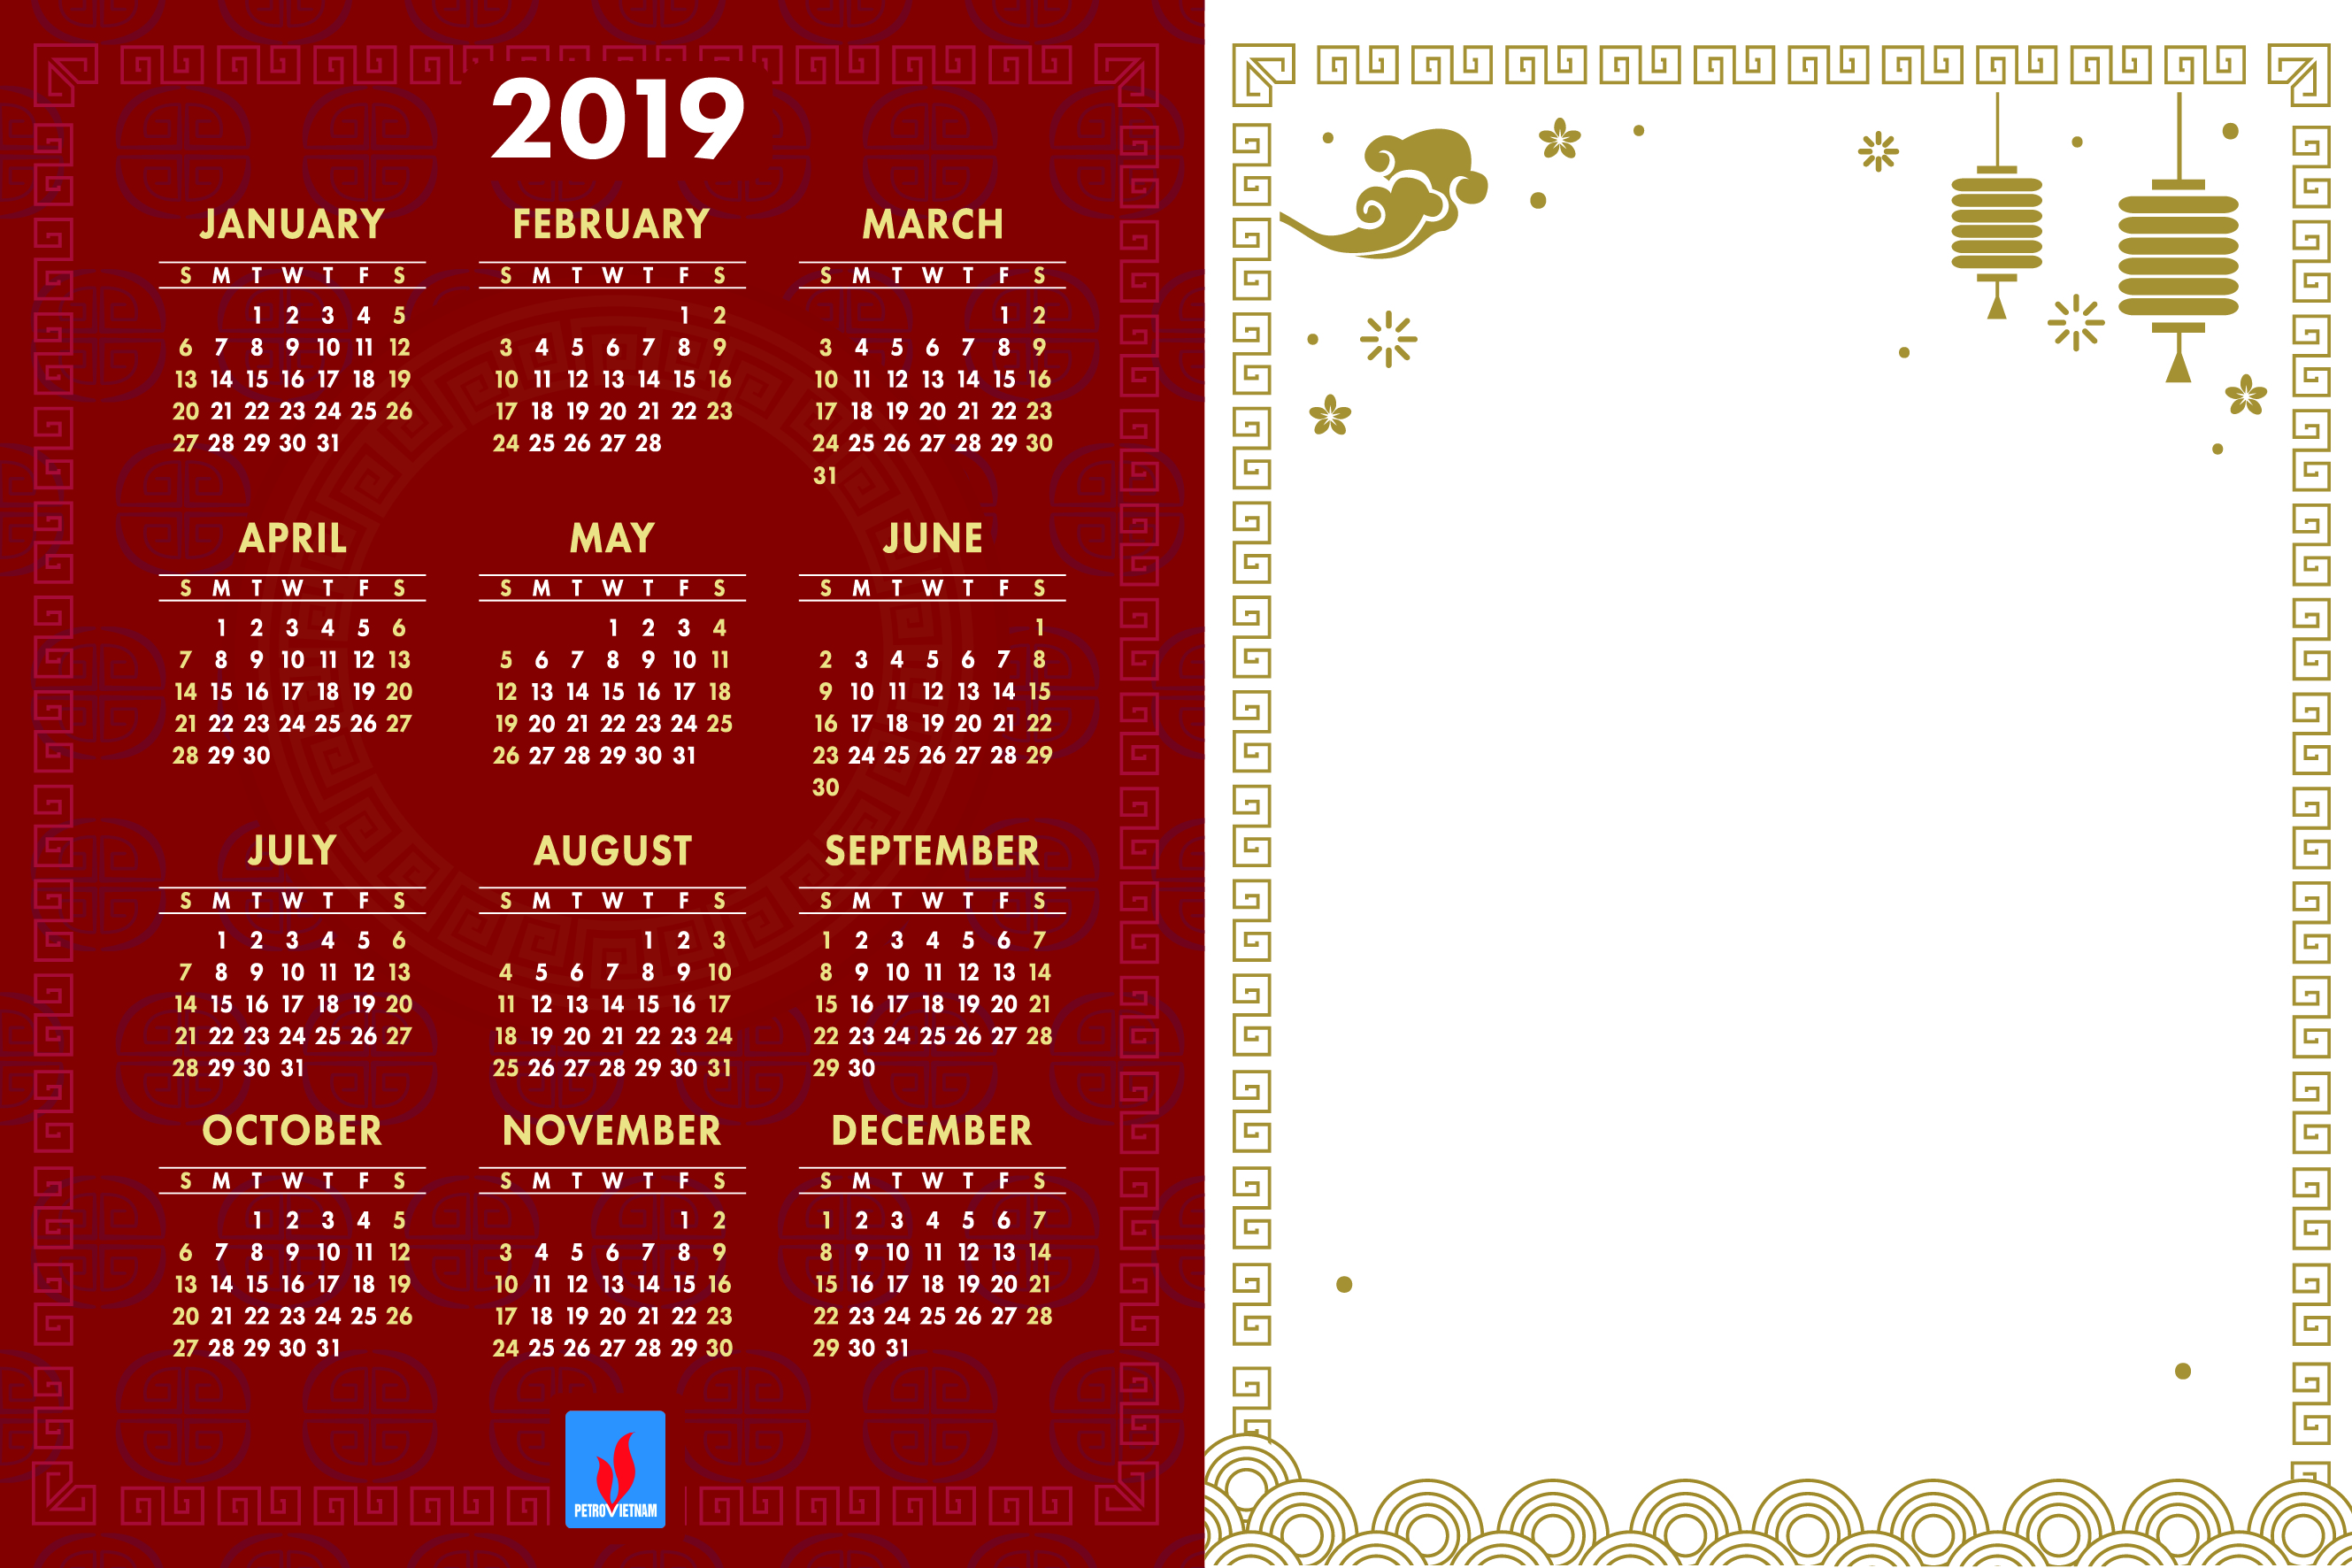 2019
JANUARY FEBRUARY MARCH
S M T W T F S S M T W T F S S M T W T F S
1 2 3 4 5 1 2 1 2
6 7 8 9 10 11 12 3 4 5 6 7 8 9 3 4 5 6 7 8 9
13 14 15 16 17 18 19 10 11 12 13 14 15 16 10 11 12 13 14 15 16
20 21 22 23 24 25 26 17 18 19 20 21 22 23 17 18 19 20 21 22 23
27 28 29 30 31 24 25 26 27 28 24 25 26 27 28 29 30
31
APRIL MAY JUNE
S M T W T F S S M T W T F S S M T W T F S
1 2 3 4 5 6 1 2 3 4 1
7 8 9 10 11 12 13 5 6 7 8 9 10 11 2 3 4 5 6 7 8
14 15 16 17 18 19 20 12 13 14 15 16 17 18 9 10 11 12 13 14 15
21 22 23 24 25 26 27 19 20 21 22 23 24 25 16 17 18 19 20 21 22
28 29 30 26 27 28 29 30 31 23 24 25 26 27 28 29
30
JULY AUGUST SEPTEMBER
S M T W T F S S M T W T F S S M T W T F S
1 2 3 4 5 6 1 2 3 1 2 3 4 5 6 7
7 8 9 10 11 12 13 4 5 6 7 8 9 10 8 9 10 11 12 13 14
14 15 16 17 18 19 20 11 12 13 14 15 16 17 15 16 17 18 19 20 21
21 22 23 24 25 26 27 18 19 20 21 22 23 24 22 23 24 25 26 27 28
28 29 30 31 25 26 27 28 29 30 31 29 30
OCTOBER NOVEMBER DECEMBER
S M T W T F S S M T W T F S S M T W T F S
1 2 3 4 5 1 2 1 2 3 4 5 6 7
6 7 8 9 10 11 12 3 4 5 6 7 8 9 8 9 10 11 12 13 14
13 14 15 16 17 18 19 10 11 12 13 14 15 16 15 16 17 18 19 20 21
20 21 22 23 24 25 26 17 18 19 20 21 22 23 22 23 24 25 26 27 28
27 28 29 30 31 24 25 26 27 28 29 30 29 30 31
PETROVIETNAM